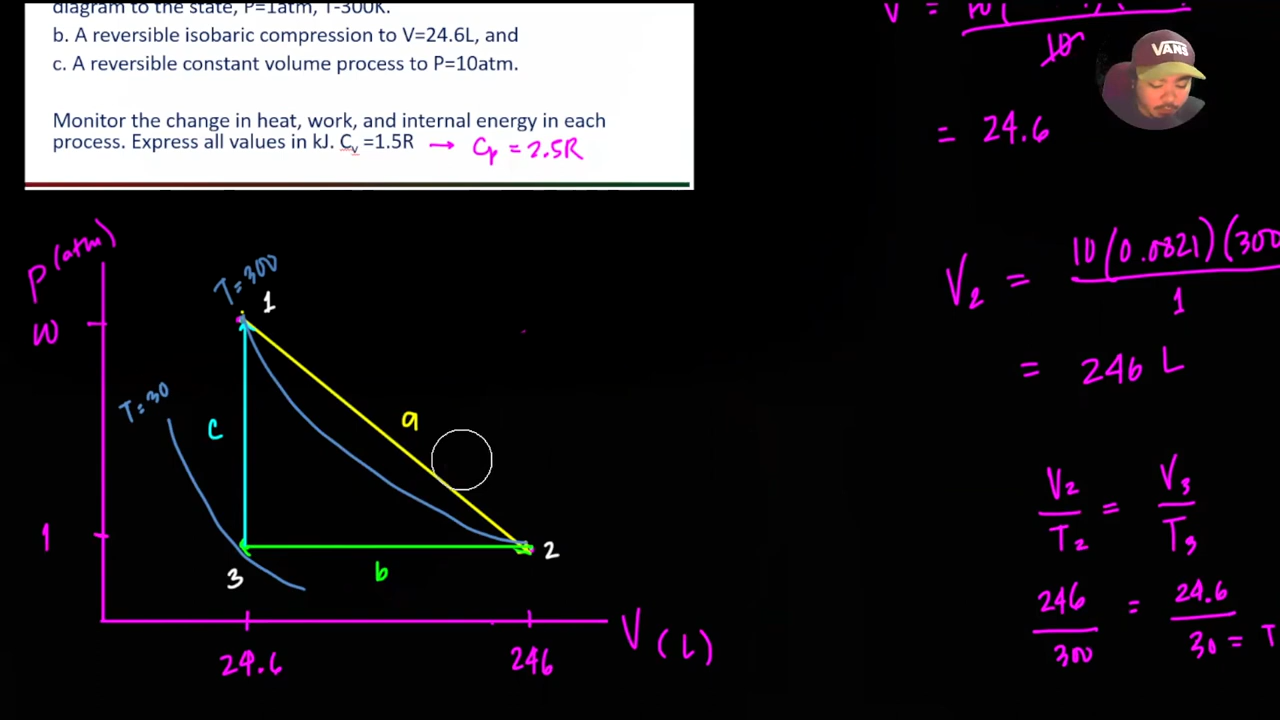 diagram to the state, P=1atm, T-300K.
b. A reversible isobaric compression to V=24.6L, and
c. A reversible constant volume process to P=10atm.
Monitor the change in heat, work, and internal energy in each
process. Express all values in kJ. Cv =1.5R → Cp = 2.5R
V =
10
= 24.6
VANS
V2 = 10(0.0821)(300
1
= 246 L
V2 = V3
T2 T3
246 = 24.6
300 30 = T
P(atm)
10
1
T=300
1
T=30
c
a
b
2
3
24.6
246
V(L)